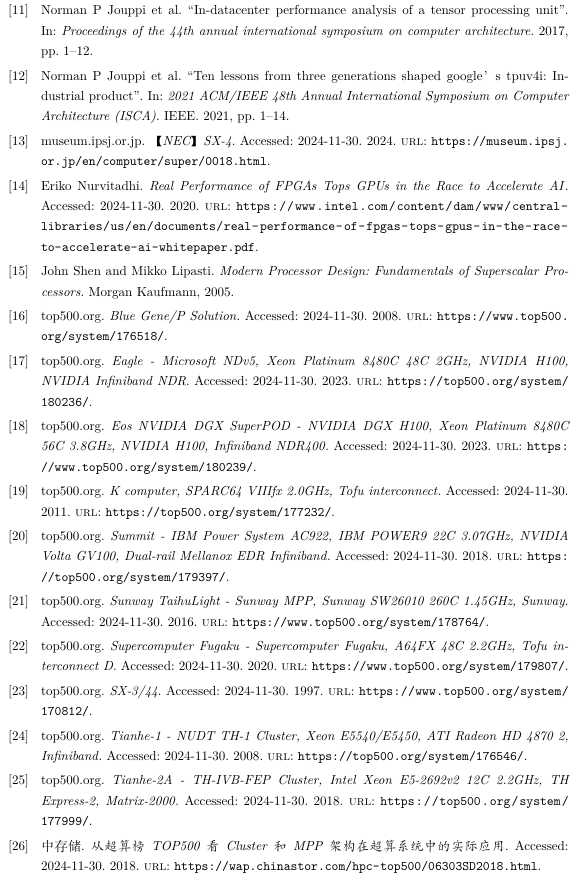 [11] Norman P Jouppi et al. “In-datacenter performance analysis of a tensor processing unit”.
In: Proceedings of the 44th annual international symposium on computer architecture. 2017,
pp. 1–12.
[12] Norman P Jouppi et al. “Ten lessons from three generations shaped google’ s tpuv4i: In-
dustrial product”. In: 2021 ACM/IEEE 48th Annual International Symposium on Computer
Architecture (ISCA). IEEE. 2021, pp. 1–14.
[13] museum.ipsj.or.jp. 【NEC】SX-4. Accessed: 2024-11-30. 2024. URL: https://museum.ipsj.
or.jp/en/computer/super/0018.html.
[14] Eriko Nurvitadhi. Real Performance of FPGAs Tops GPUs in the Race to Accelerate AI.
Accessed: 2024-11-30. 2020. URL: https://www.intel.com/content/dam/www/central-
libraries/us/en/documents/real-performance-of-fpgas-tops-gpus-in-the-race-
to-accelerate-ai-whitepaper.pdf.
[15] John Shen and Mikko Lipasti. Modern Processor Design: Fundamentals of Superscalar Pro-
cessors. Morgan Kaufmann, 2005.
[16] top500.org. Blue Gene/P Solution. Accessed: 2024-11-30. 2008. URL: https://www.top500.
org/system/176518/.
[17] top500.org. Eagle - Microsoft NDv5, Xeon Platinum 8480C 48C 2GHz, NVIDIA H100,
NVIDIA Infiniband NDR. Accessed: 2024-11-30. 2023. URL: https://top500.org/system/
180236/.
[18] top500.org. Eos NVIDIA DGX SuperPOD - NVIDIA DGX H100, Xeon Platinum 8480C
56C 3.8GHz, NVIDIA H100, Infiniband NDR400. Accessed: 2024-11-30. 2023. URL: https:
//www.top500.org/system/180239/.
[19] top500.org. K computer, SPARC64 VIIIfx 2.0GHz, Tofu interconnect. Accessed: 2024-11-30.
2011. URL: https://top500.org/system/177232/.
[20] top500.org. Summit - IBM Power System AC922, IBM POWER9 22C 3.07GHz, NVIDIA
Volta GV100, Dual-rail Mellanox EDR Infiniband. Accessed: 2024-11-30. 2018. URL: https:
//top500.org/system/179397/.
[21] top500.org. Sunway TaihuLight - Sunway MPP, Sunway SW26010 260C 1.45GHz, Sunway.
Accessed: 2024-11-30. 2016. URL: https://www.top500.org/system/178764/.
[22] top500.org. Supercomputer Fugaku - Supercomputer Fugaku, A64FX 48C 2.2GHz, Tofu in-
terconnect D. Accessed: 2024-11-30. 2020. URL: https://www.top500.org/system/179807/.
[23] top500.org. SX-3/44. Accessed: 2024-11-30. 1997. URL: https://www.top500.org/system/
170812/.
[24] top500.org. Tianhe-1 - NUDT TH-1 Cluster, Xeon E5540/E5450, ATI Radeon HD 4870 2,
Infiniband. Accessed: 2024-11-30. 2008. URL: https://top500.org/system/176546/.
[25] top500.org. Tianhe-2A - TH-IVB-FEP Cluster, Intel Xeon E5-2692v2 12C 2.2GHz, TH
Express-2, Matrix-2000. Accessed: 2024-11-30. 2018. URL: https://top500.org/system/
177999/.
[26] 中存储. 从超算榜 TOP500 看 Cluster 和 MPP 架构在超算系统中的实际应用. Accessed:
2024-11-30. 2018. URL: https://wap.chinastor.com/hpc-top500/06303SD2018.html.